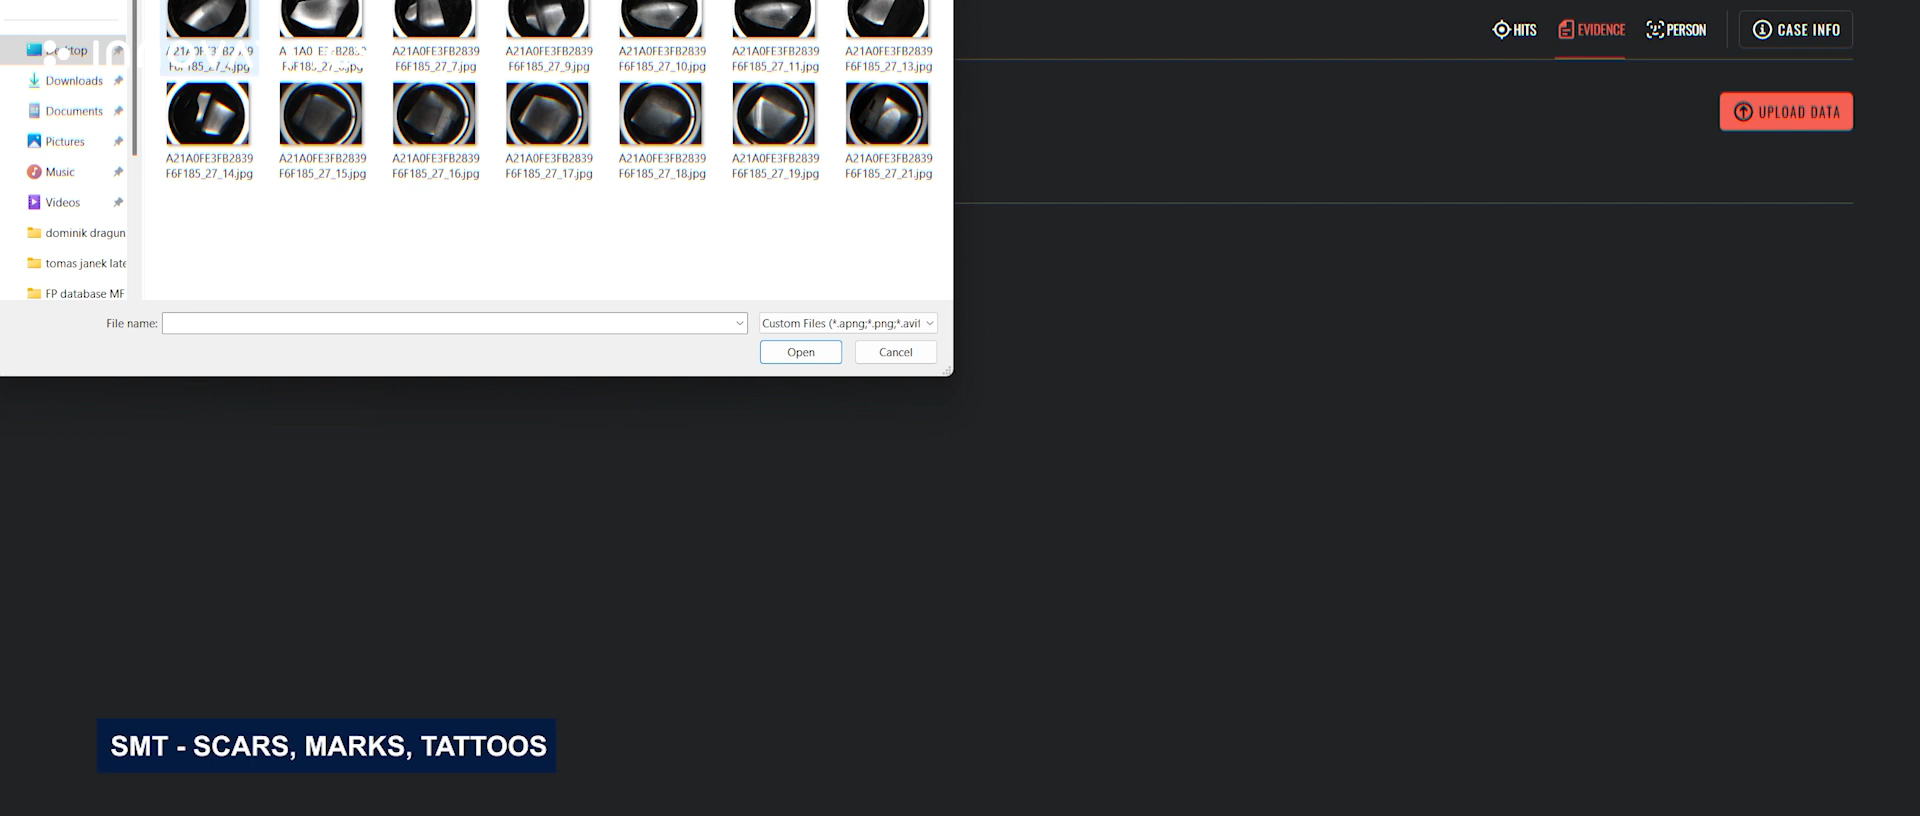 HITS
EVIDENCE
PERSON
CASE INFO
UPLOAD DATA
Downloads
Documents
Pictures
Music
Videos
dominik dragun
tomas janek late
FP database MF
A21A0FE3FB2839
F6F185_27_7.jpg
A21A0FE3FB2839
F6F185_27_9.jpg
A21A0FE3FB2839
F6F185_27_10.jpg
A21A0FE3FB2839
F6F185_27_11.jpg
A21A0FE3FB2839
F6F185_27_13.jpg
A21A0FE3FB2839
F6F185_27_14.jpg
A21A0FE3FB2839
F6F185_27_15.jpg
A21A0FE3FB2839
F6F185_27_16.jpg
A21A0FE3FB2839
F6F185_27_17.jpg
A21A0FE3FB2839
F6F185_27_18.jpg
A21A0FE3FB2839
F6F185_27_19.jpg
A21A0FE3FB2839
F6F185_27_21.jpg
File name:
Custom Files (*.apng;*.png;*.avif
Open
Cancel
SMT - SCARS, MARKS, TATTOOS